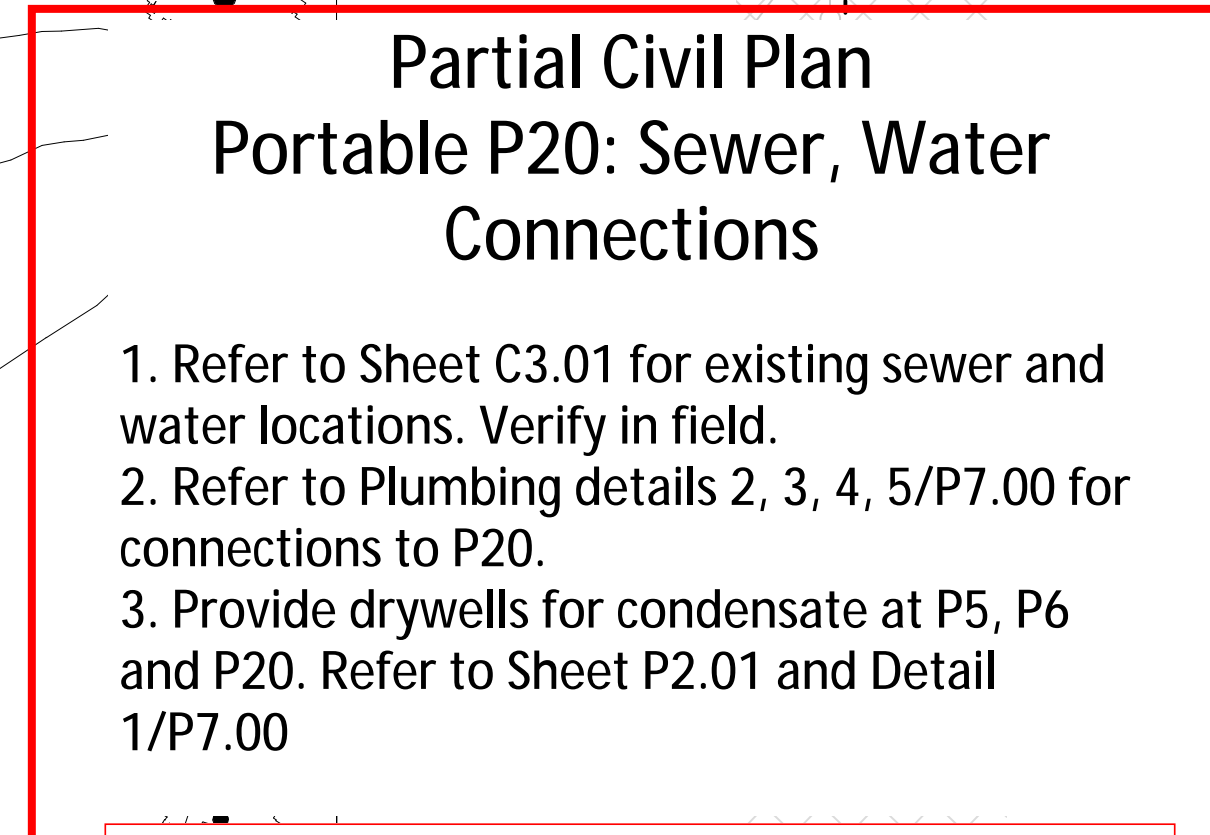 Partial Civil Plan
Portable P20: Sewer, Water
Connections
1. Refer to Sheet C3.01 for existing sewer and
water locations. Verify in field.
2. Refer to Plumbing details 2, 3, 4, 5/P7.00 for
connections to P20.
3. Provide drywells for condensate at P5, P6
and P20. Refer to Sheet P2.01 and Detail
1/P7.00